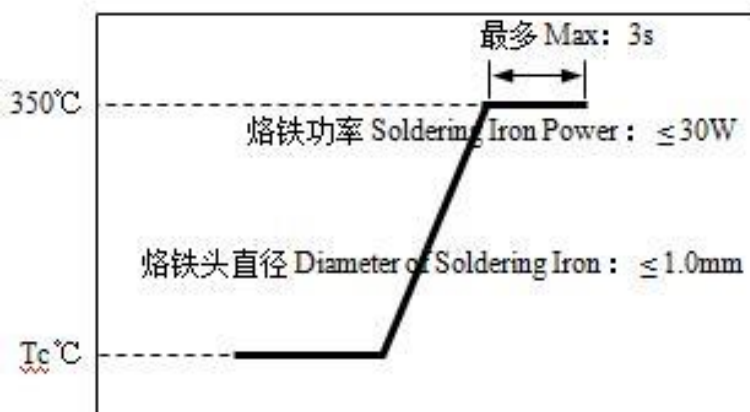 最多 Max：3s
350℃
烙铁功率 Soldering Iron Power：≤30W
烙铁头直径 Diameter of Soldering Iron：≤1.0mm
Tc℃